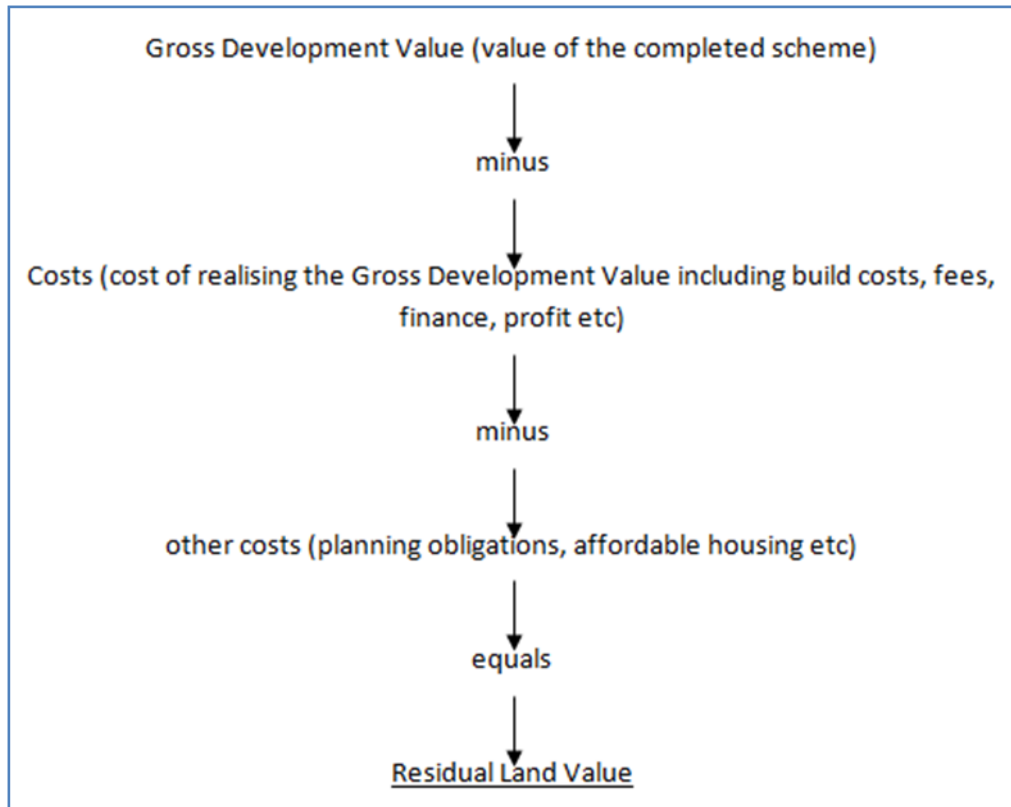 Gross Development Value (value of the completed scheme)
minus
Costs (cost of realising the Gross Development Value including build costs, fees,
finance, profit etc)
minus
other costs (planning obligations, affordable housing etc)
equals
Residual Land Value